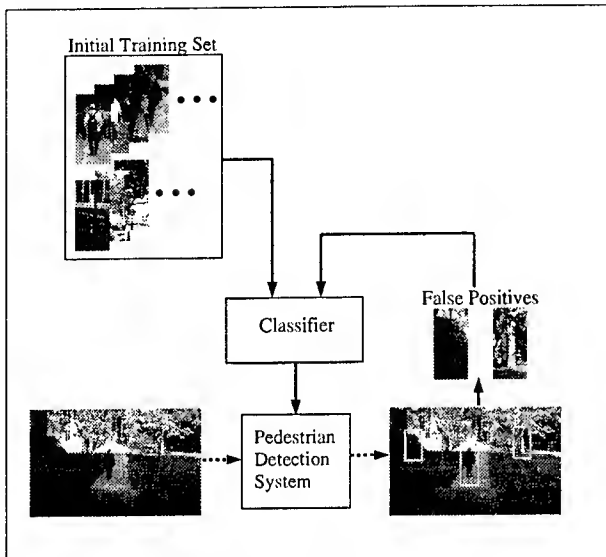 Initial Training Set
False Positives
Classifier
Pedestrian
Detection
System